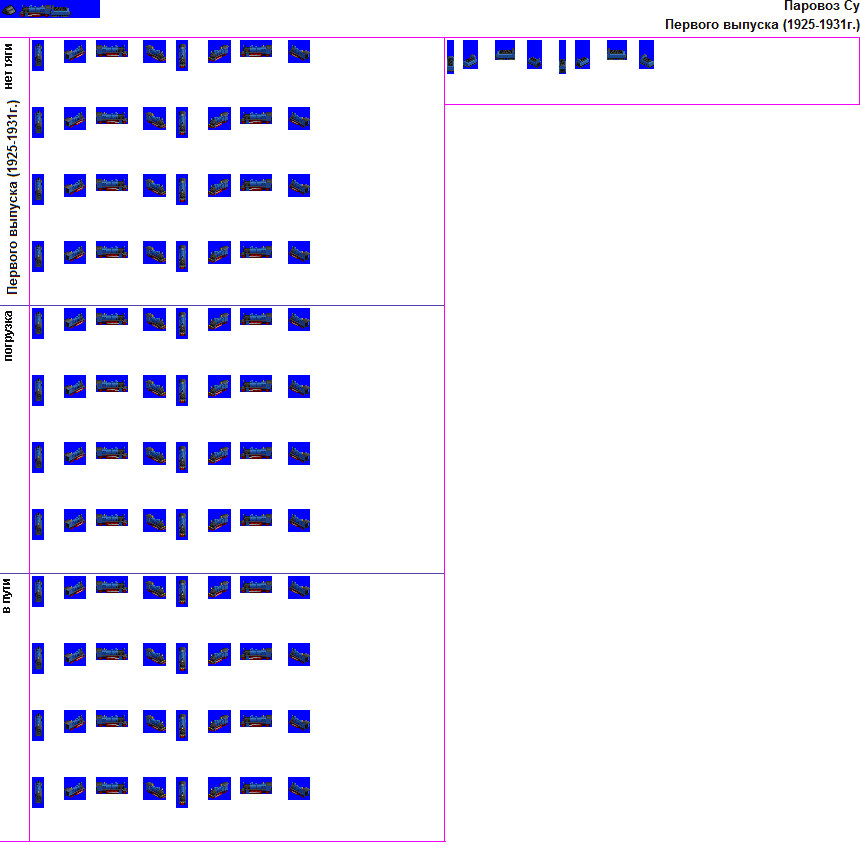 Паровоз Су
Первого выпуска (1925-1931г.)
нет тяги
Первого выпуска (1925-1931г.)
погрузка
в пути